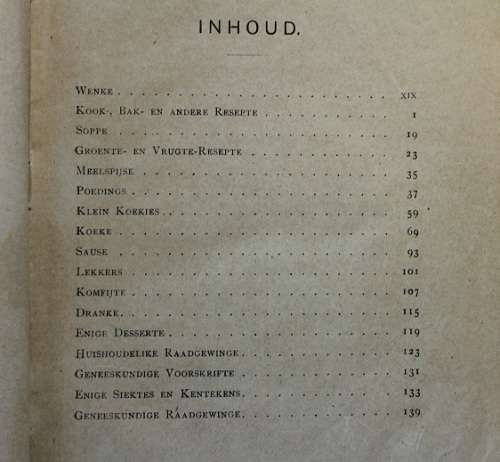 INHOUD.
WENKE . . . . . . . . . . . . . . . . . . xix
KOOK-, BAK- EN ANDERE RESEPTE . . . . . . . . . 1
SOPPE . . . . . . . . . . . . . . . . . . 19
GROENTE- EN VRUGTE-RESEPTE . . . . . . . . . . 23
MEELSPYSE . . . . . . . . . . . . . . . . 35
POEDINGS . . . . . . . . . . . . . . . . . 37
KLEIN KOEKIES . . . . . . . . . . . . . . . 59
KOEKE . . . . . . . . . . . . . . . . . . 69
SAUSE . . . . . . . . . . . . . . . . . . 93
LEKKERS . . . . . . . . . . . . . . . . . 101
KOMFIJTE . . . . . . . . . . . . . . . . . 107
DRANKE . . . . . . . . . . . . . . . . . . 115
ENIGE DESSERTE . . . . . . . . . . . . . . 119
HUISHOUDELIKE RAADGEWINGE . . . . . . . . . . 123
GENEESKUNDIGE VOORSKRIFTE . . . . . . . . . . 131
ENIGE SIEKTES EN KENTEKENS . . . . . . . . . . 133
GENEESKUNDIGE RAADGEWINGE . . . . . . . . . . 139